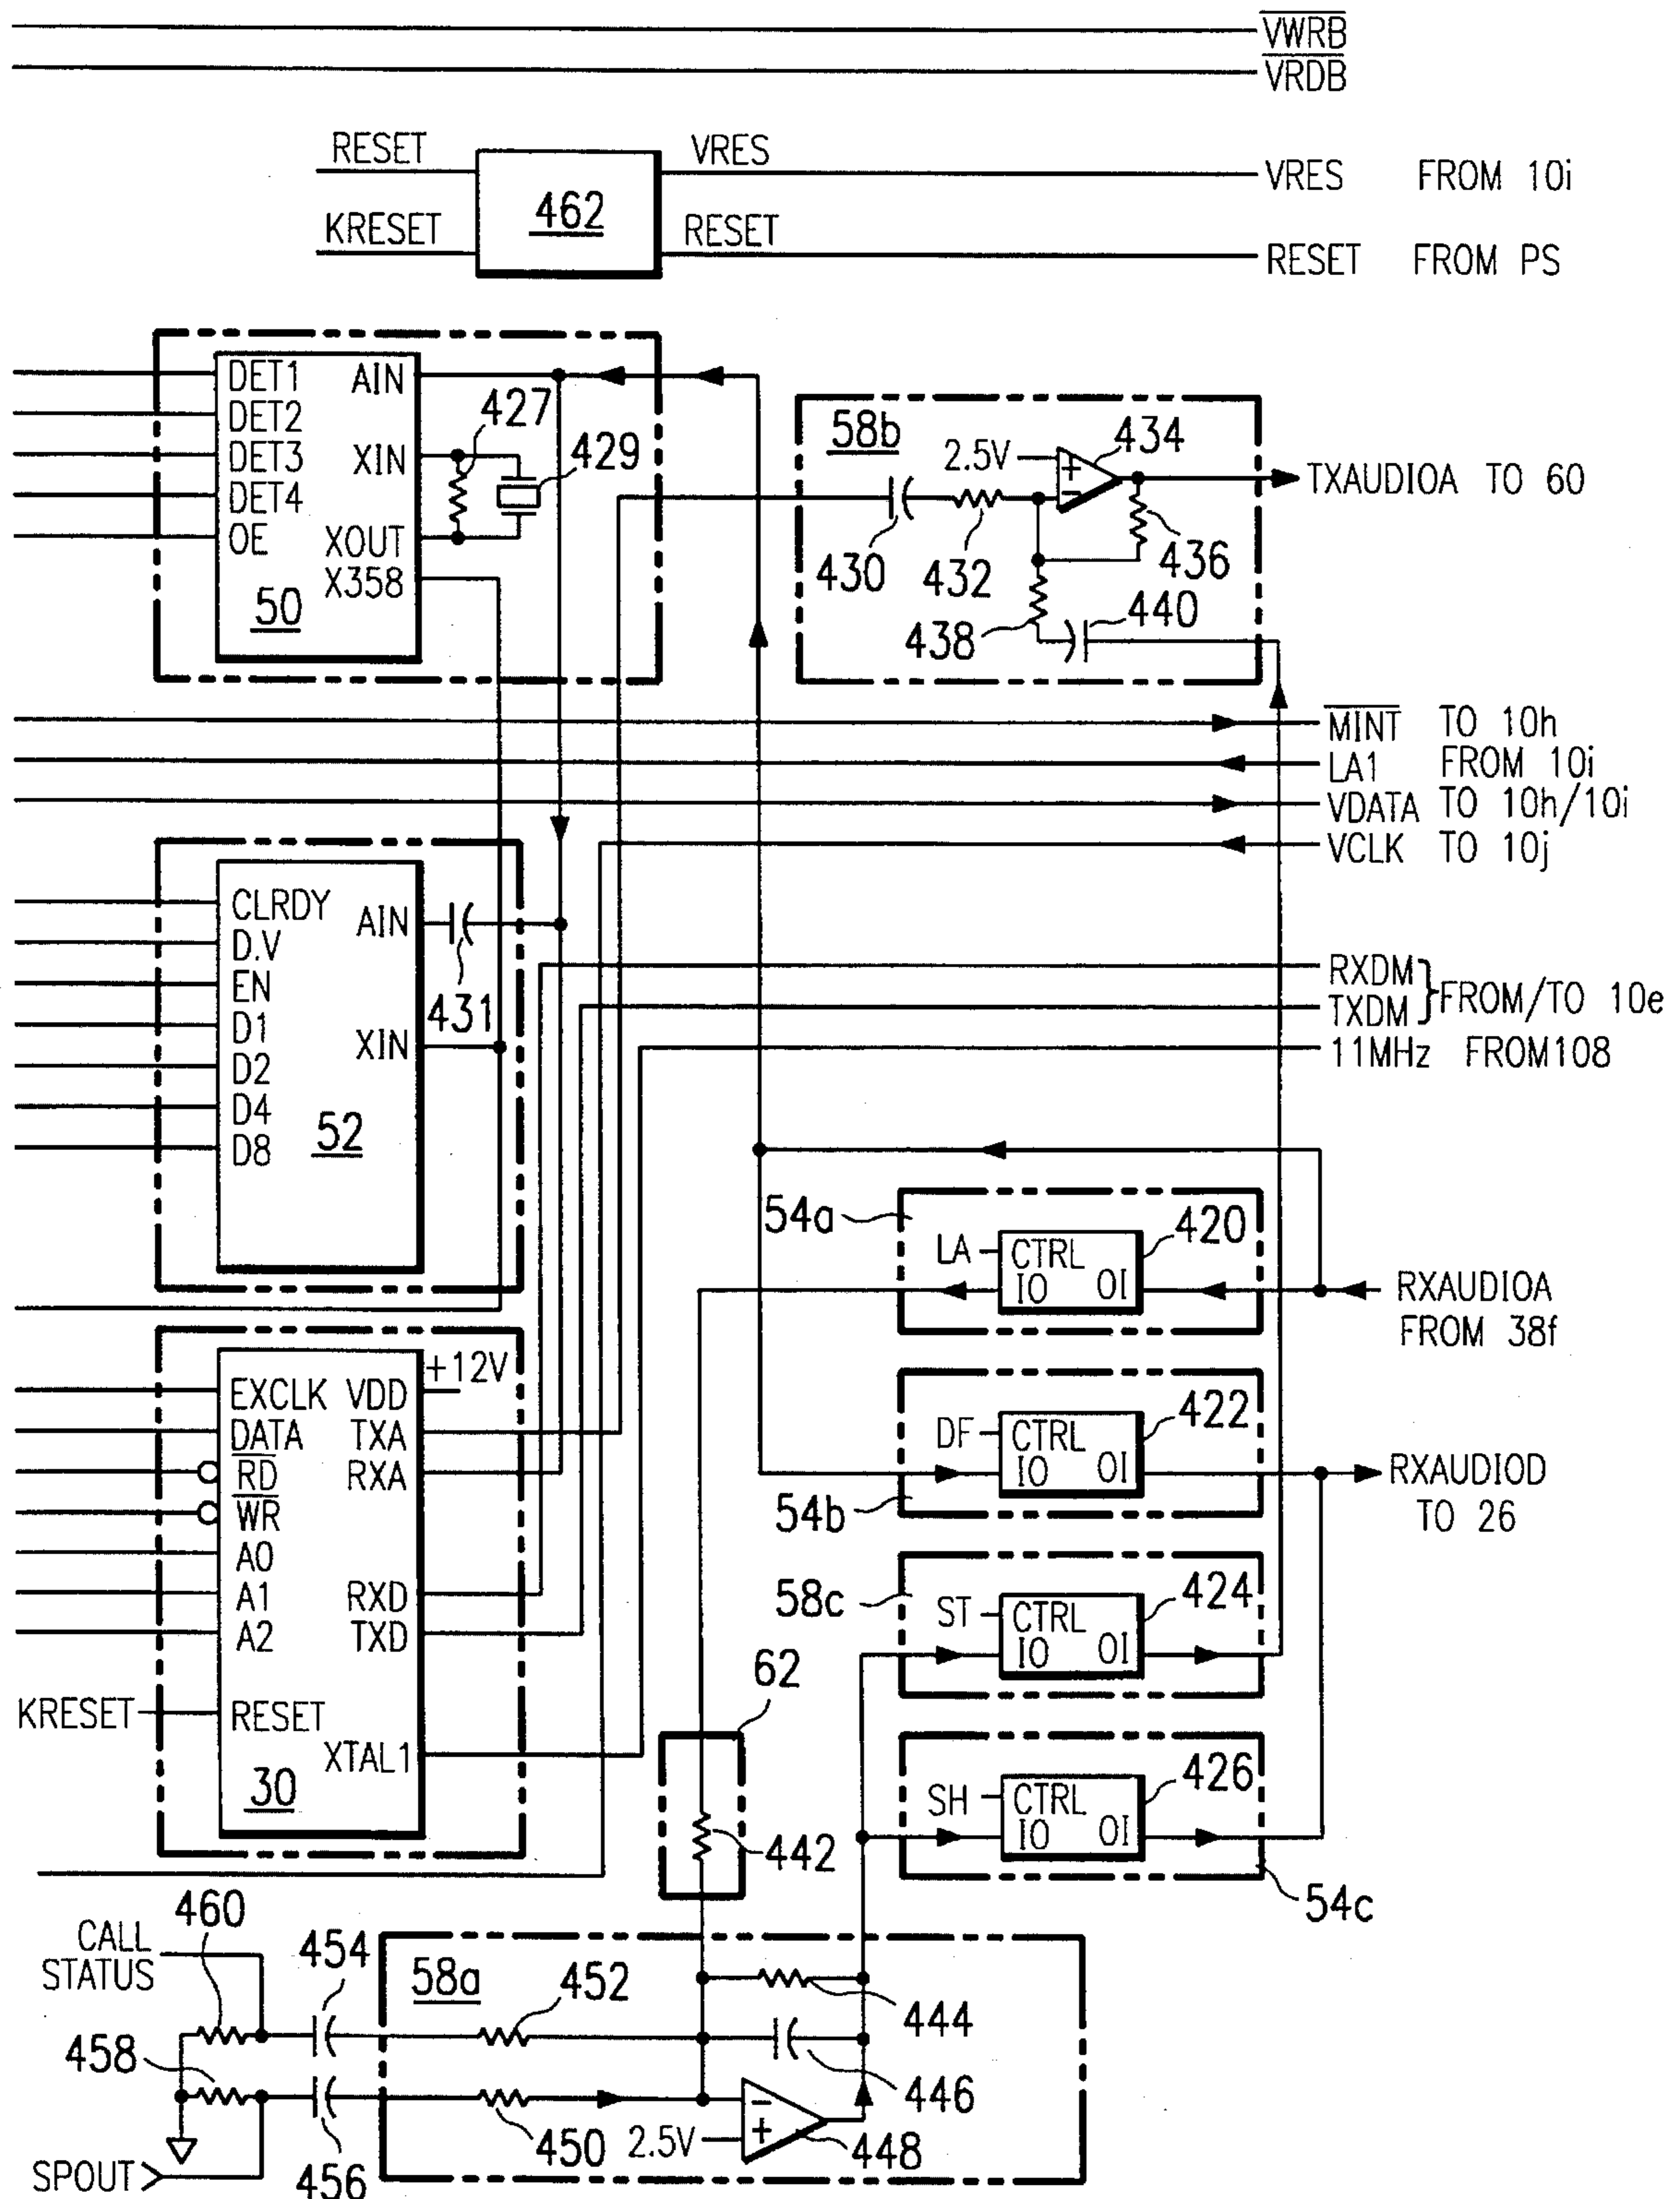 V̅W̅R̅B̅
V̅R̅D̅B̅
RESET
VRES
VRES FROM 10i
462
KRESET
RESET
RESET FROM PS
DET1
AIN
DET2
DET3
XIN
DET4
OE
XOUT
X358
50
427
429
58b
2.5V
+
-
434
TXAUDIOA TO 60
430
432
436
438
440
M̅I̅N̅T̅ TO 10h
LA1 FROM 10i
VDATA TO 10h/10i
VCLK TO 10j
CLRDY
AIN
D.V
EN
431
D1
XIN
D2
D4
52
D8
RXDM
TXDM
} FROM/TO 10e
11MHz FROM108
54a
LA
CTRL
IO OI
420
RXAUDIOA
FROM 38f
+12V
EXCLK VDD
DATA TXA
R̅D̅ RXA
W̅R̅
A0
A1 RXD
A2 TXD
KRESET
RESET
XTAL1
30
DF
CTRL
IO OI
422
54b
RXAUDIOD
TO 26
58c
ST
CTRL
IO OI
424
62
442
SH
CTRL
IO OI
426
54c
460
CALL
STATUS
454
58a
452
444
458
446
-
+
450
2.5V
448
SPOUT
456